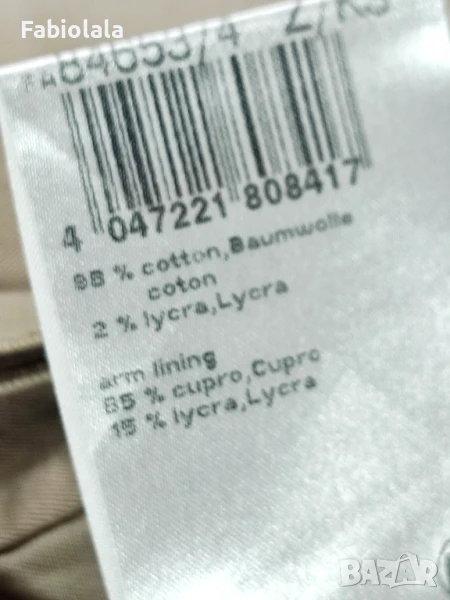 Fabiolala
4 047221 808417
98 % cotton,Baumwolle
coton
2 % lycra,Lycra
arm lining
85 % cupro,Cupro
15 % lycra,Lycra
BAZAR